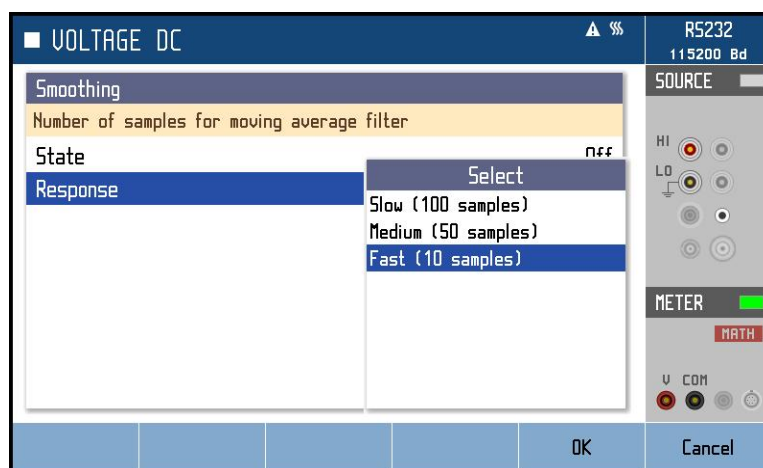 VOLTAGE DC
RS232
115200 Bd
Smoothing
Number of samples for moving average filter
State
Off
Response
Select
Slow (100 samples)
Medium (50 samples)
Fast (10 samples)
SOURCE
HI
LO
METER
MATH
V COM
OK
Cancel